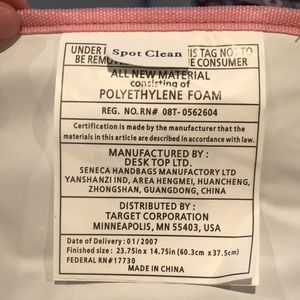 UNDER
Spot Clean
IS TAG NOT TO
BE REMOV
E CONSUMER
ALL NEW MATERIAL
consisting of
POLYETHYLENE FOAM
REG. NO. RN# 08T- 0562604
Certification is made by the manufacturer that the
materials in this article are described in accordance with law.
MANUFACTURED BY :
DESK TOP LTD.
SENECA HANDBAGS MANUFACTORY LTD
YANSHANZI IND, AREA HENGMEI, HUANCHENG,
ZHONGSHAN, GUANGDONG, CHINA
DISTRIBUTED BY :
TARGET CORPORATION
MINNEAPOLIS, MN 55403, USA
Date of Delivery : 01/2007
Finished size : 23.75in x 14.75in (60.3cm x 37.5cm)
FEDERAL RN#17730
MADE IN CHINA